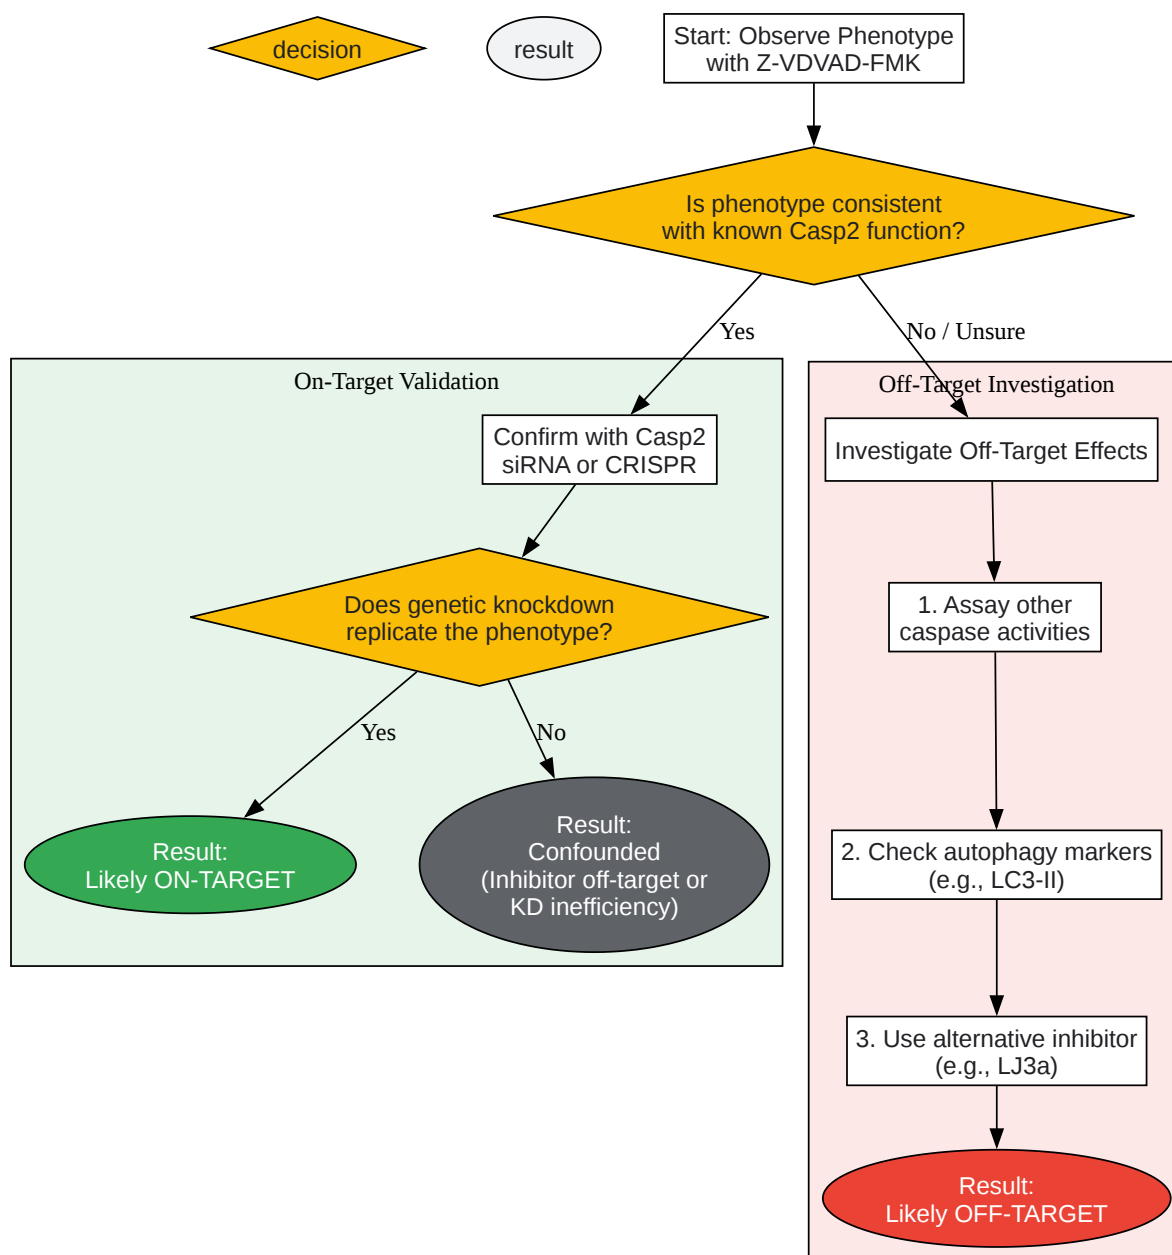 decision
result
Start: Observe Phenotype
with Z-VDVAD-FMK
Is phenotype consistent
with known Casp2 function?
Yes
No / Unsure
On-Target Validation
Off-Target Investigation
Confirm with Casp2
siRNA or CRISPR
Investigate Off-Target Effects
Does genetic knockdown
replicate the phenotype?
1. Assay other
caspase activities
Yes
No
Result:
Likely ON-TARGET
Result:
Confounded
(Inhibitor off-target or
KD inefficiency)
2. Check autophagy markers
(e.g., LC3-II)
3. Use alternative inhibitor
(e.g., LJ3a)
Result:
Likely OFF-TARGET